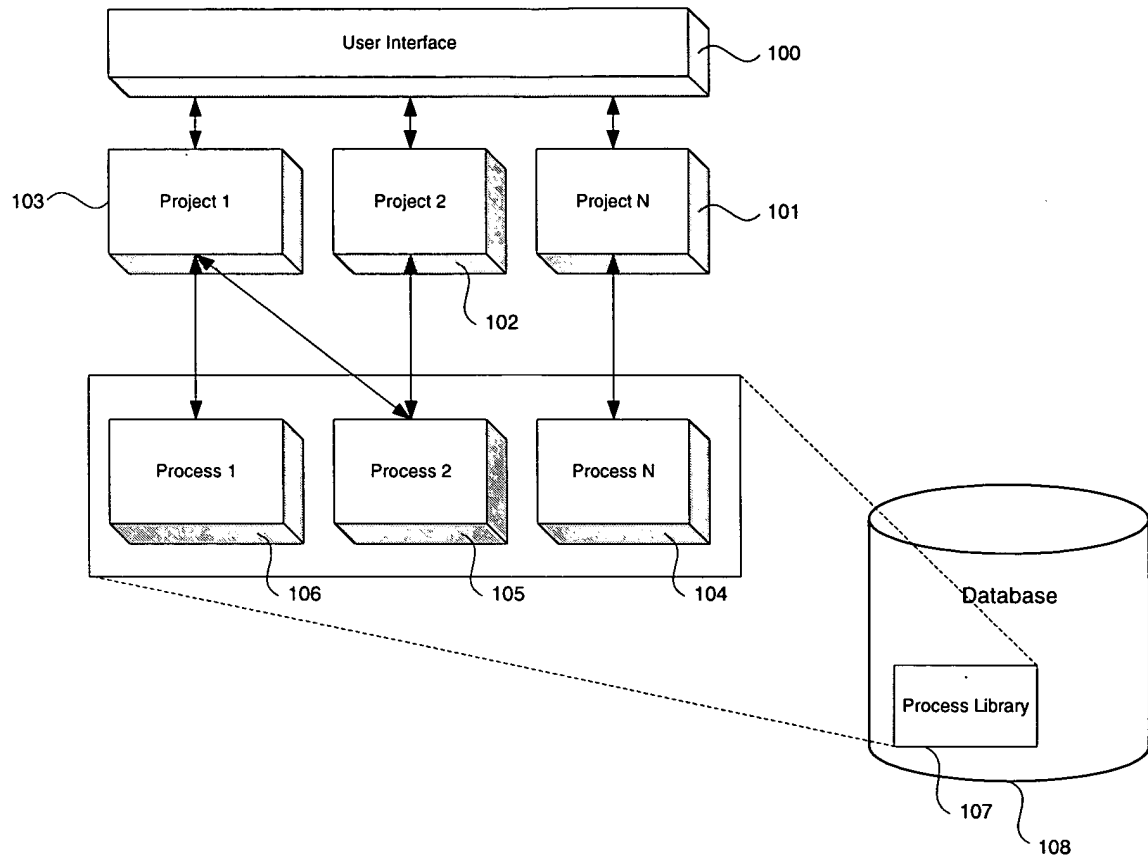 User Interface
100
Project 1
Project 2
Project N
103
101
102
Process 1
Process 2
Process N
106
105
104
Database
Process Library
107
108